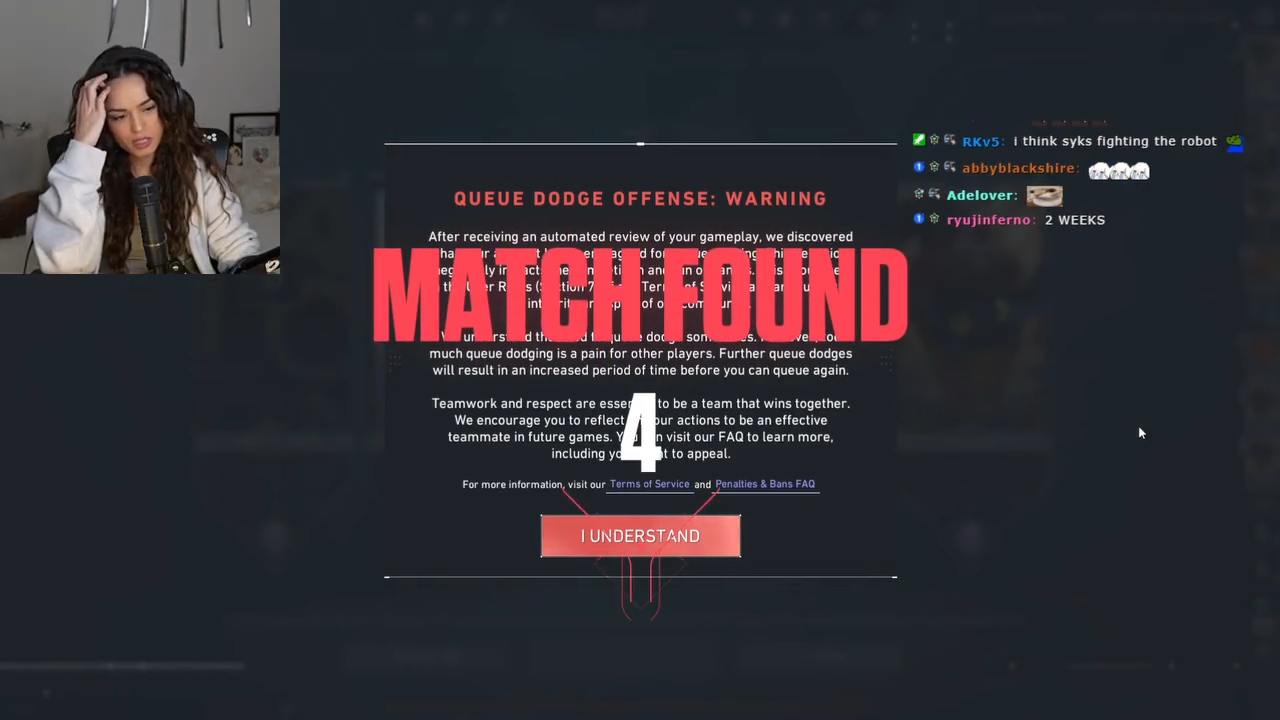 QUEUE DODGE OFFENSE: WARNING
After receiving an automated review of your gameplay, we discovered
MATCH FOUND
much queue dodging is a pain for other players. Further queue dodges
will result in an increased period of time before you can queue again.
Teamwork and respect are to be a team that wins together.
We encourage you to reflect our actions to be an effective
teammate in future games. visit our FAQ to learn more,
including to appeal.
4
For more information, visit our Terms of Service and Penalties & Bans FAQ
I UNDERSTAND
RKv5: i think syks fighting the robot
abbyblackshire:
Adelover:
ryujinferno: 2 WEEKS